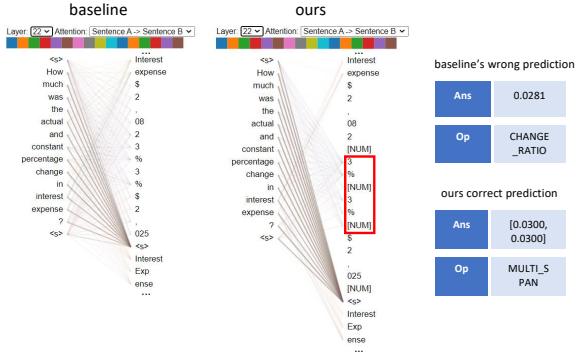 baseline
Layer: 22 Attention: Sentence A -> Sentence B
<s>
How
much
was
the
actual
and
constant
percentage
change
in
interest
expense
?
<s>
Interest
expense
$
2
,
08
2
3
%
3
%
$
2
,
025
<s>
Interest
Exp
ense
...
ours
Layer: 22 Attention: Sentence A -> Sentence B
<s>
How
much
was
the
actual
and
constant
percentage
change
in
interest
expense
?
<s>
Interest
expense
$
2
,
08
2
[NUM]
3
%
[NUM]
3
%
[NUM]
$
2
,
025
[NUM]
<s>
Interest
Exp
ense
...
baseline's wrong prediction
Ans 0.0281
Op CHANGE
_RATIO
ours correct prediction
Ans [0.0300,
0.0300]
Op MULTI_S
PAN